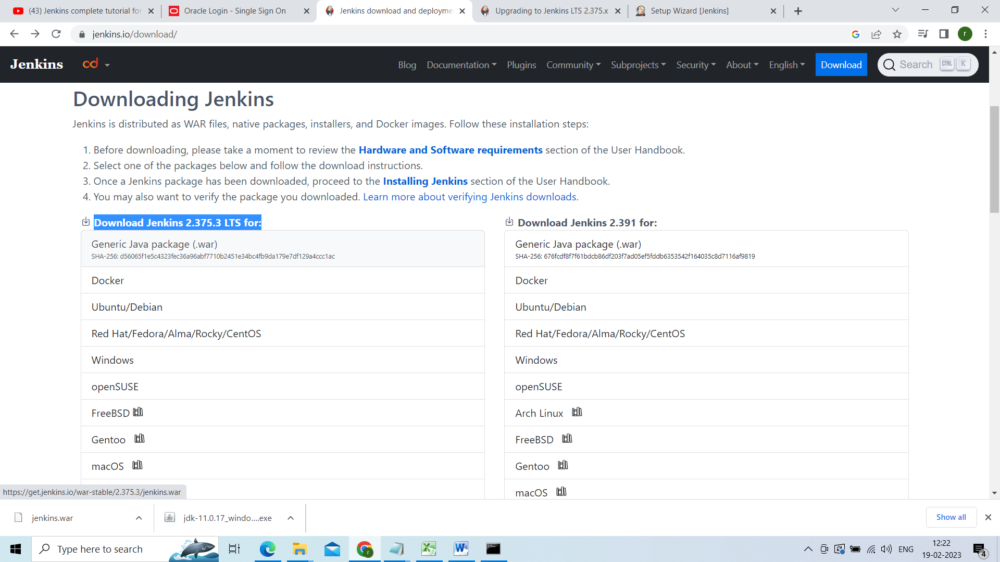 (43) Jenkins complete tutorial for
Oracle Login - Single Sign On
Jenkins download and deployme
Upgrading to Jenkins LTS 2.375.x
Setup Wizard [Jenkins]
jenkins.io/download/
r
Jenkins
cd
Blog
Documentation
Plugins
Community
Subprojects
Security
About
English
Download
Search
CTRL
K
Downloading Jenkins
Jenkins is distributed as WAR files, native packages, installers, and Docker images. Follow these installation steps:
1. Before downloading, please take a moment to review the Hardware and Software requirements section of the User Handbook.
2. Select one of the packages below and follow the download instructions.
3. Once a Jenkins package has been downloaded, proceed to the Installing Jenkins section of the User Handbook.
4. You may also want to verify the package you downloaded. Learn more about verifying Jenkins downloads.
Download Jenkins 2.375.3 LTS for:
Generic Java package (.war)
SHA-256: d56065f1e5c4323fec36a96abf7710b2451e34bc4fb9da179e7df129a4ccc1ac
Docker
Ubuntu/Debian
Red Hat/Fedora/Alma/Rocky/CentOS
Windows
openSUSE
FreeBSD
Gentoo
macOS
Download Jenkins 2.391 for:
Generic Java package (.war)
SHA-256: 676fcdf8f7f61bdcb86df203f7ad05ef5fddb6353542f164035c8d7116af9819
Docker
Ubuntu/Debian
Red Hat/Fedora/Alma/Rocky/CentOS
Windows
openSUSE
Arch Linux
FreeBSD
Gentoo
macOS
https://get.jenkins.io/war-stable/2.375.3/jenkins.war
jenkins.war
jdk-11.0.17_windo....exe
Show all
Type here to search
ENG
12:22
19-02-2023
4